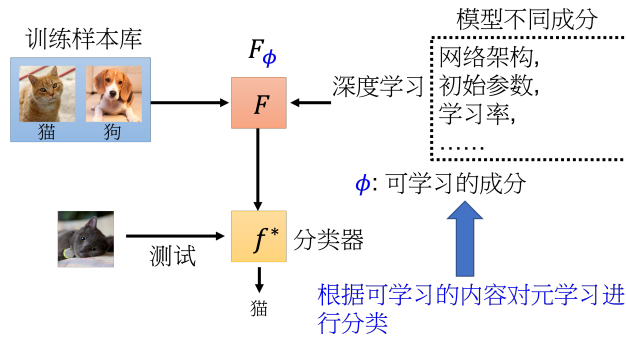 模型不同成分
训练样本库
F_ϕ
网络架构,
初始参数,
学习率,
......
深度学习
F
猫 狗
ϕ: 可学习的成分
f*
分类器
测试
猫
根据可学习的内容对元学习进
行分类